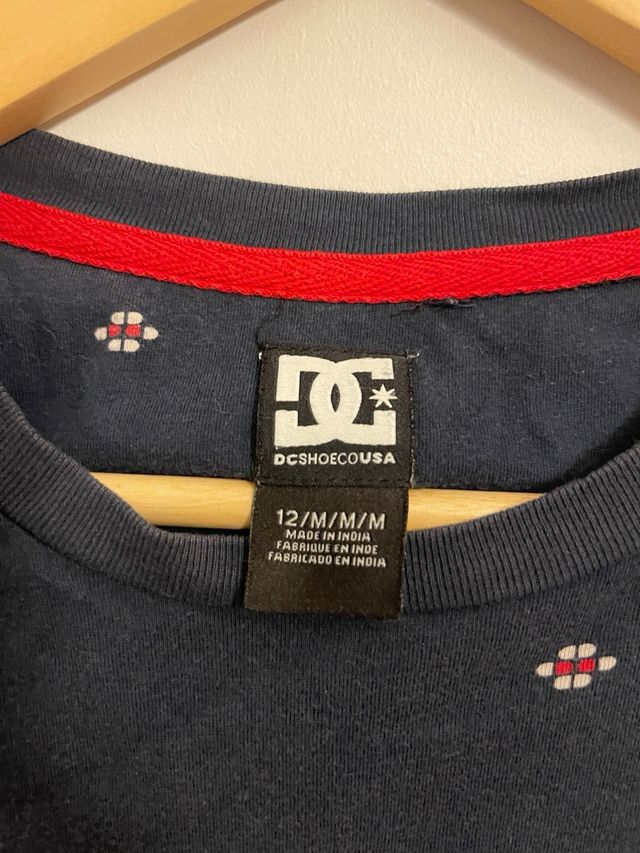 DC
DCSHOECOUSA
12/M/M/M
MADE IN INDIA
FABRIQUE EN INDE
FABRICADO EN INDIA